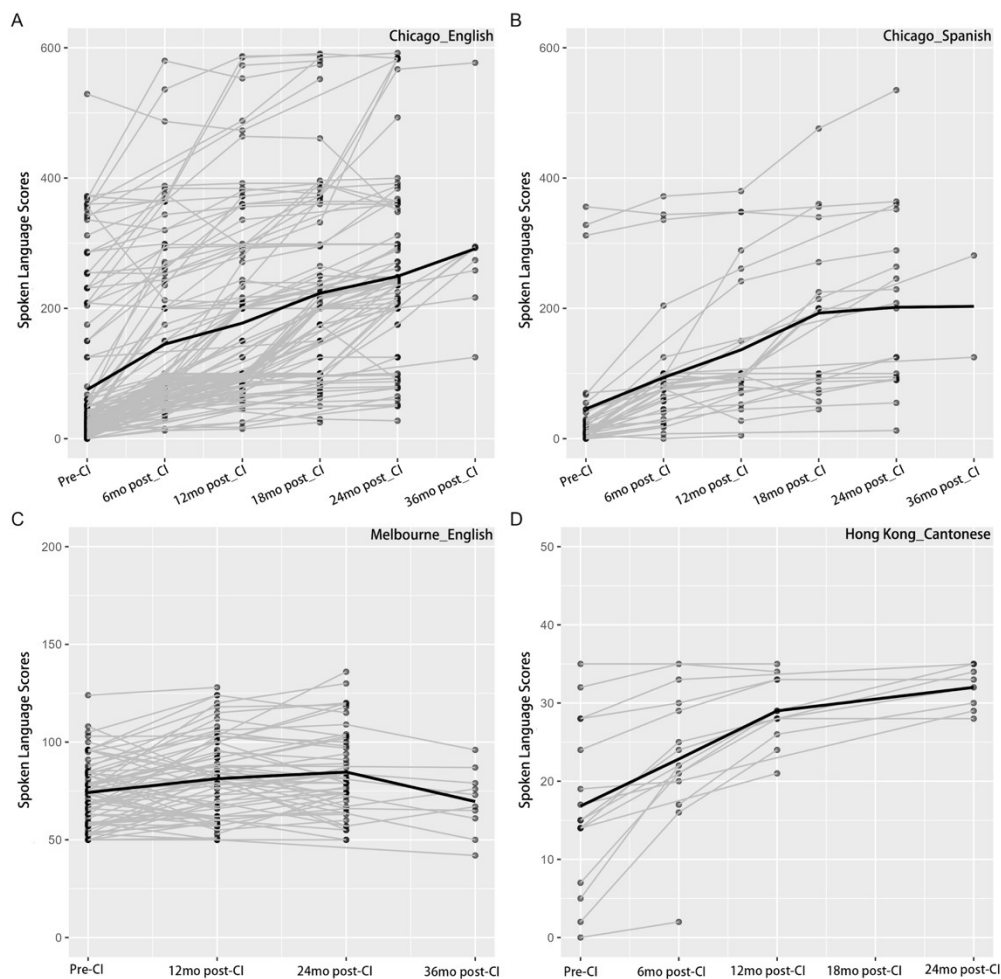 A
Chicago_English
Spoken Language Scores
600
400
200
0
Pre-CI
6mo post_CI
12mo post_CI
18mo post_CI
24mo post_CI
36mo post_CI
B
Chicago_Spanish
Spoken Language Scores
600
400
200
0
Pre-CI
6mo post_CI
12mo post_CI
18mo post_CI
24mo post_CI
36mo post_CI
C
Melbourne_English
Spoken Language Scores
200
150
100
50
0
Pre-CI
12mo post-CI
24mo post-CI
36mo post-CI
D
Hong Kong_Cantonese
Spoken Language Scores
50
40
30
20
10
0
Pre-CI
6mo post-CI
12mo post-CI
18mo post-CI
24mo post-CI